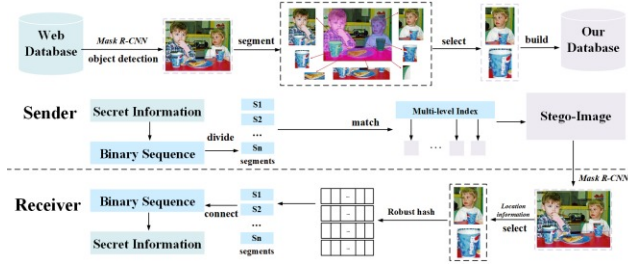 Web
Database
Mask R-CNN
object detection
segment
select
build
Our
Database
Sender
Secret Information
Binary Sequence
divide
S1
S2
...
Sn
segments
match
Multi-level Index
...
Stego-Image
Mask R-CNN
Receiver
Binary Sequence
Secret Information
connect
S1
S2
...
Sn
segments
...
...
...
...
Robust hash
Location
information
select